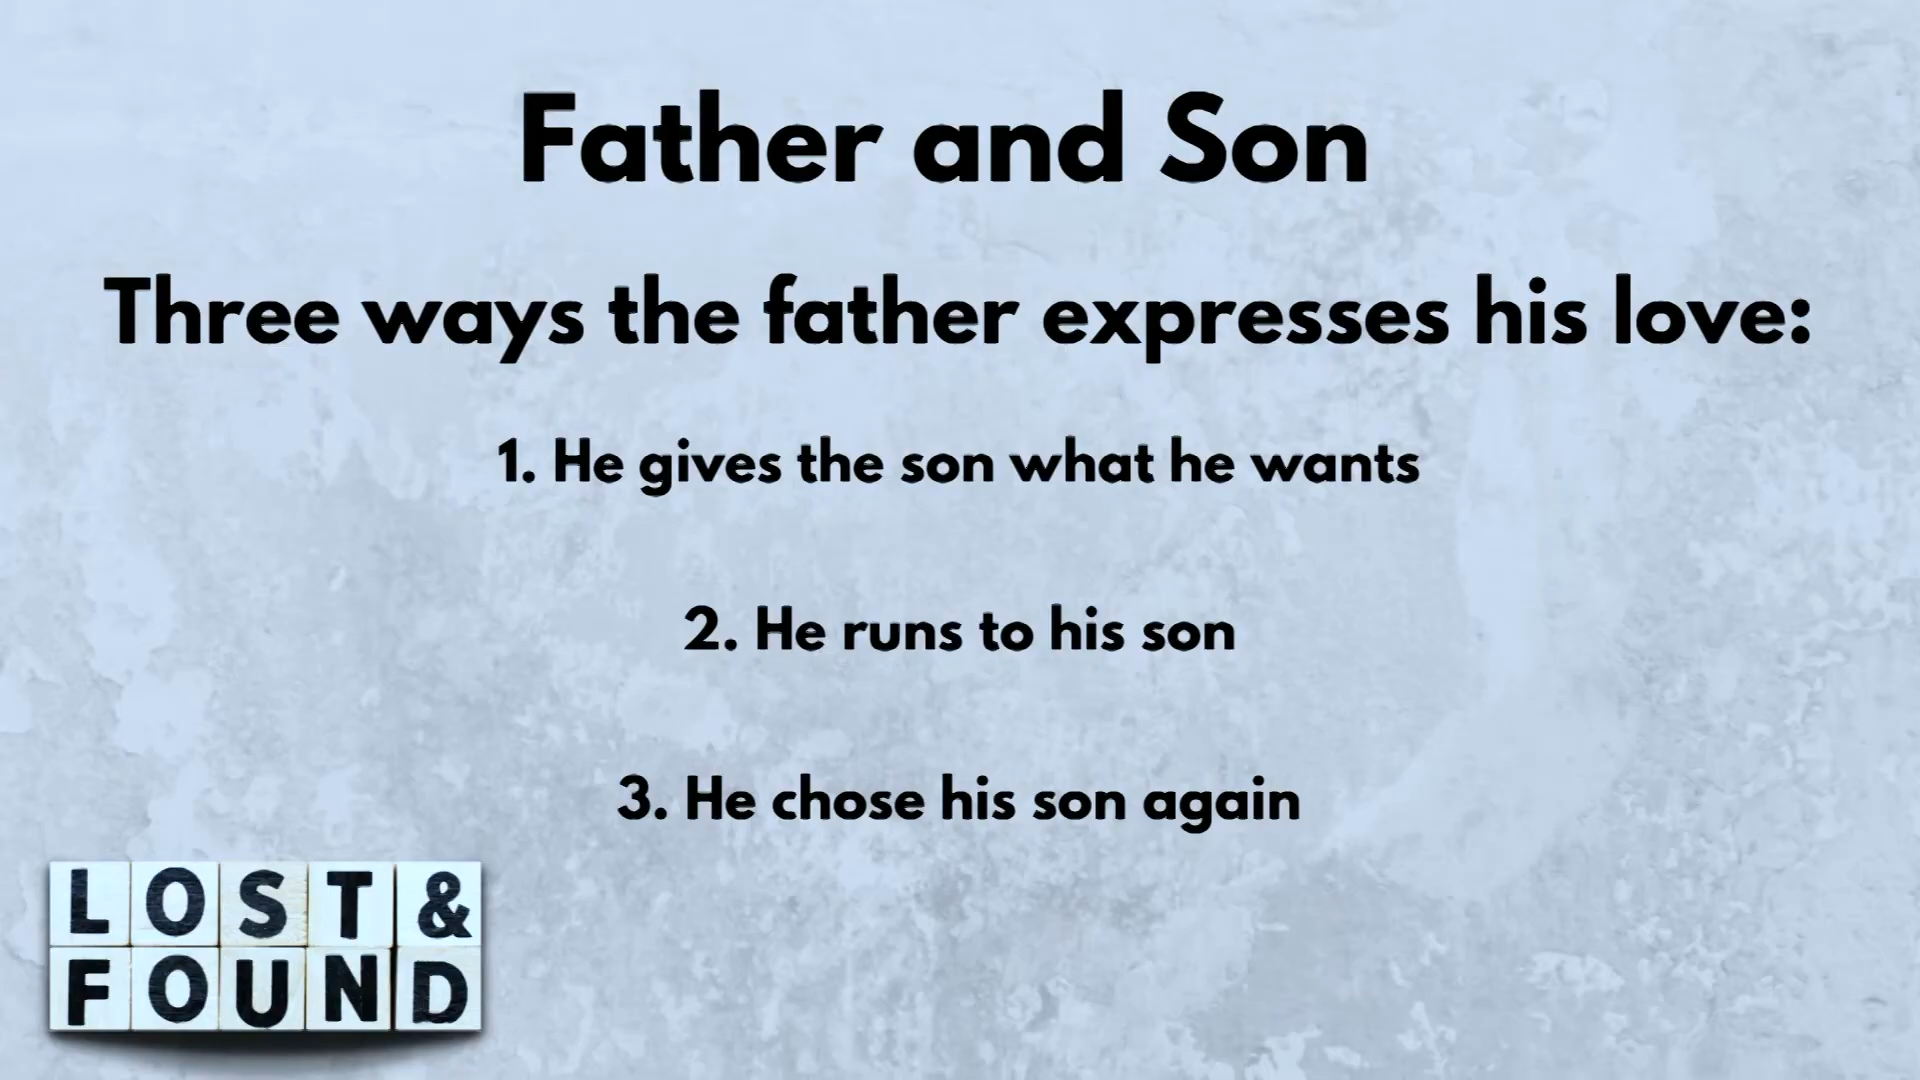 Father and Son
Three ways the father expresses his love:
1. He gives the son what he wants
2. He runs to his son
3. He chose his son again
LOST&
FOUND